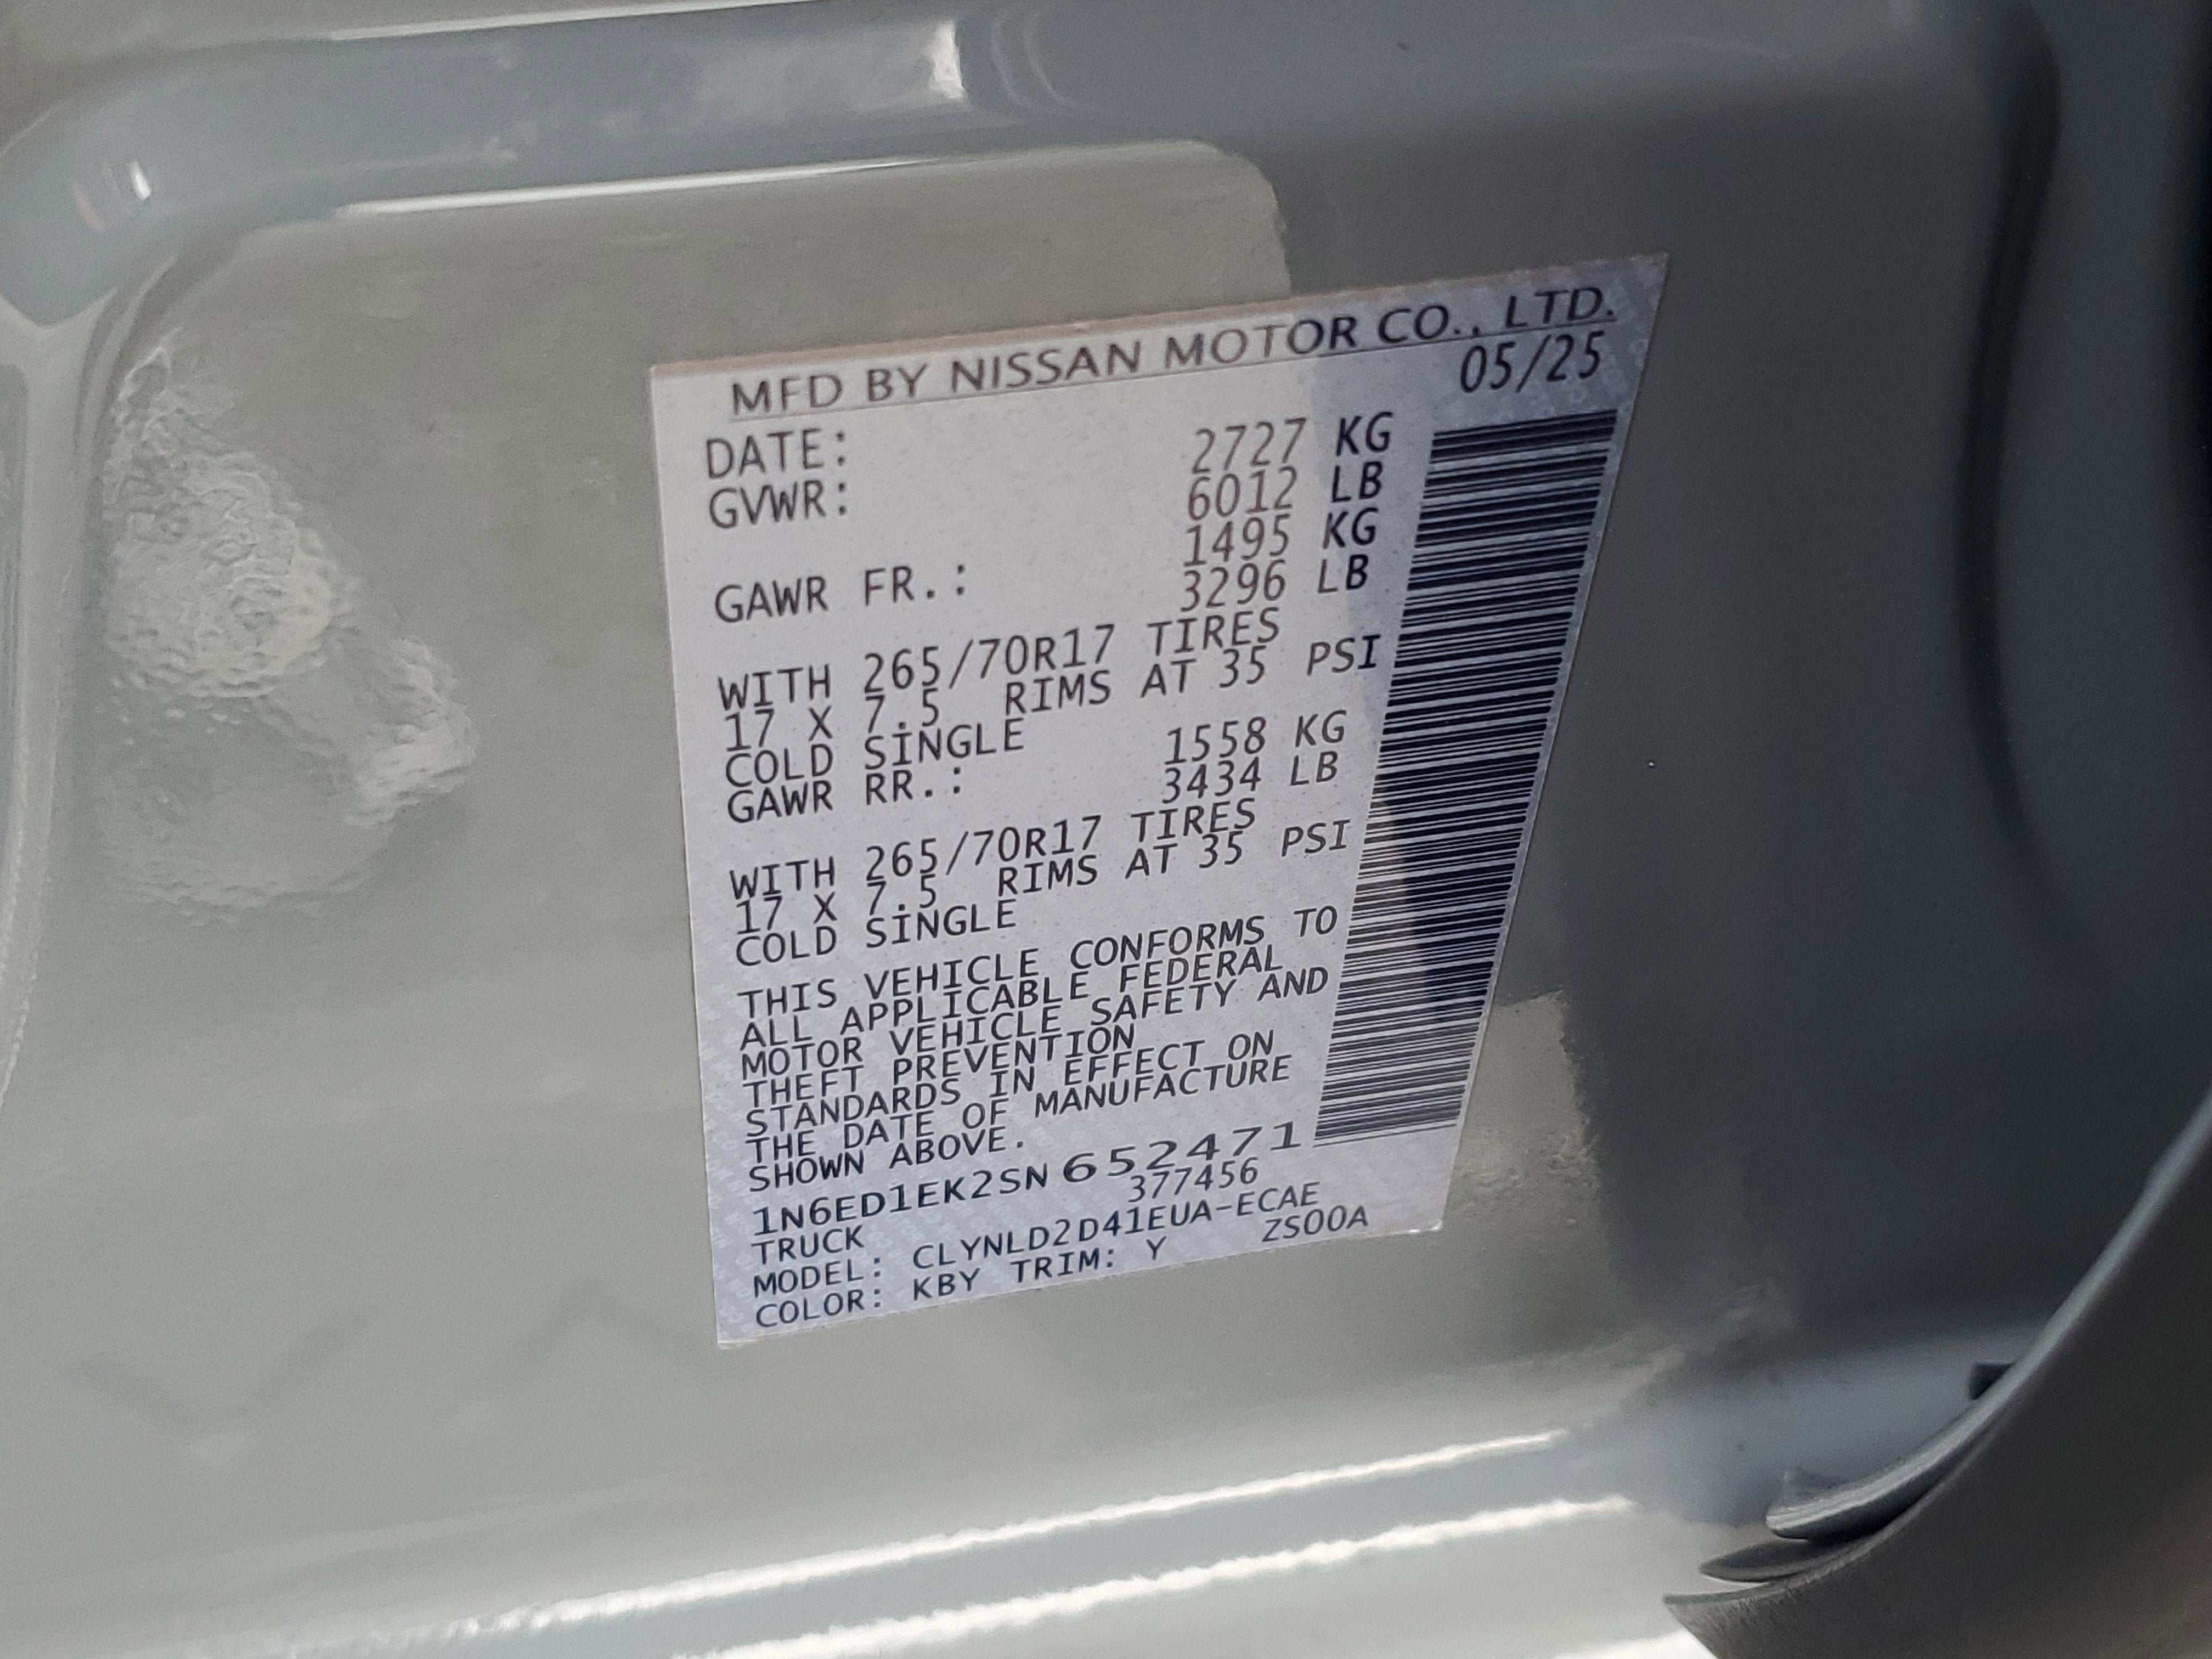 MFD BY NISSAN MOTOR CO., LTD.
DATE: 05/25
GVWR: 2727 KG
6012 LB
GAWR FR.: 1495 KG
3296 LB
WITH 265/70R17 TIRES
17 X 7.5 RIMS AT 35 PSI
COLD SINGLE
GAWR RR.: 1558 KG
3434 LB
WITH 265/70R17 TIRES
17 X 7.5 RIMS AT 35 PSI
COLD SINGLE
THIS VEHICLE CONFORMS TO
ALL APPLICABLE FEDERAL
MOTOR VEHICLE SAFETY AND
THEFT PREVENTION
STANDARDS IN EFFECT ON
THE DATE OF MANUFACTURE
SHOWN ABOVE.
1N6ED1EK2SN652471
TRUCK 377456
MODEL: CLYNLD2D41EUA-ECAE
COLOR: KBY TRIM: Y ZS00A